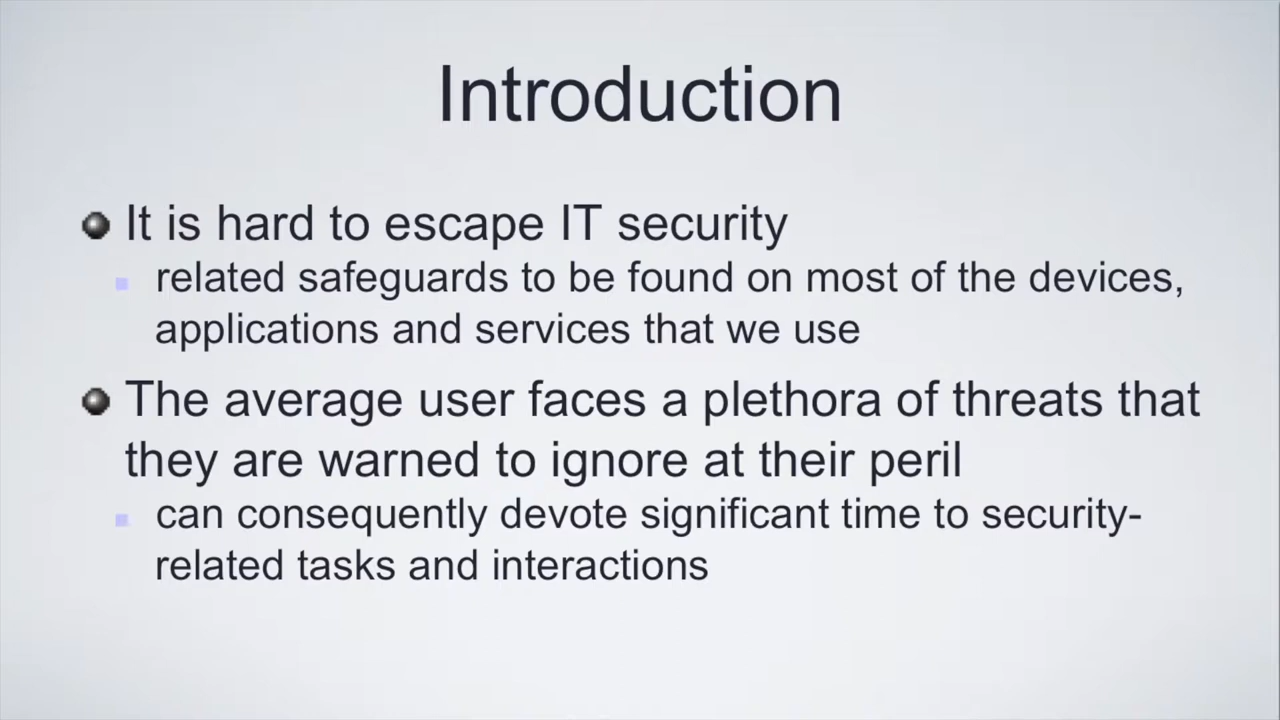 Introduction
It is hard to escape IT security
related safeguards to be found on most of the devices,
applications and services that we use
The average user faces a plethora of threats that
they are warned to ignore at their peril
can consequently devote significant time to security-
related tasks and interactions